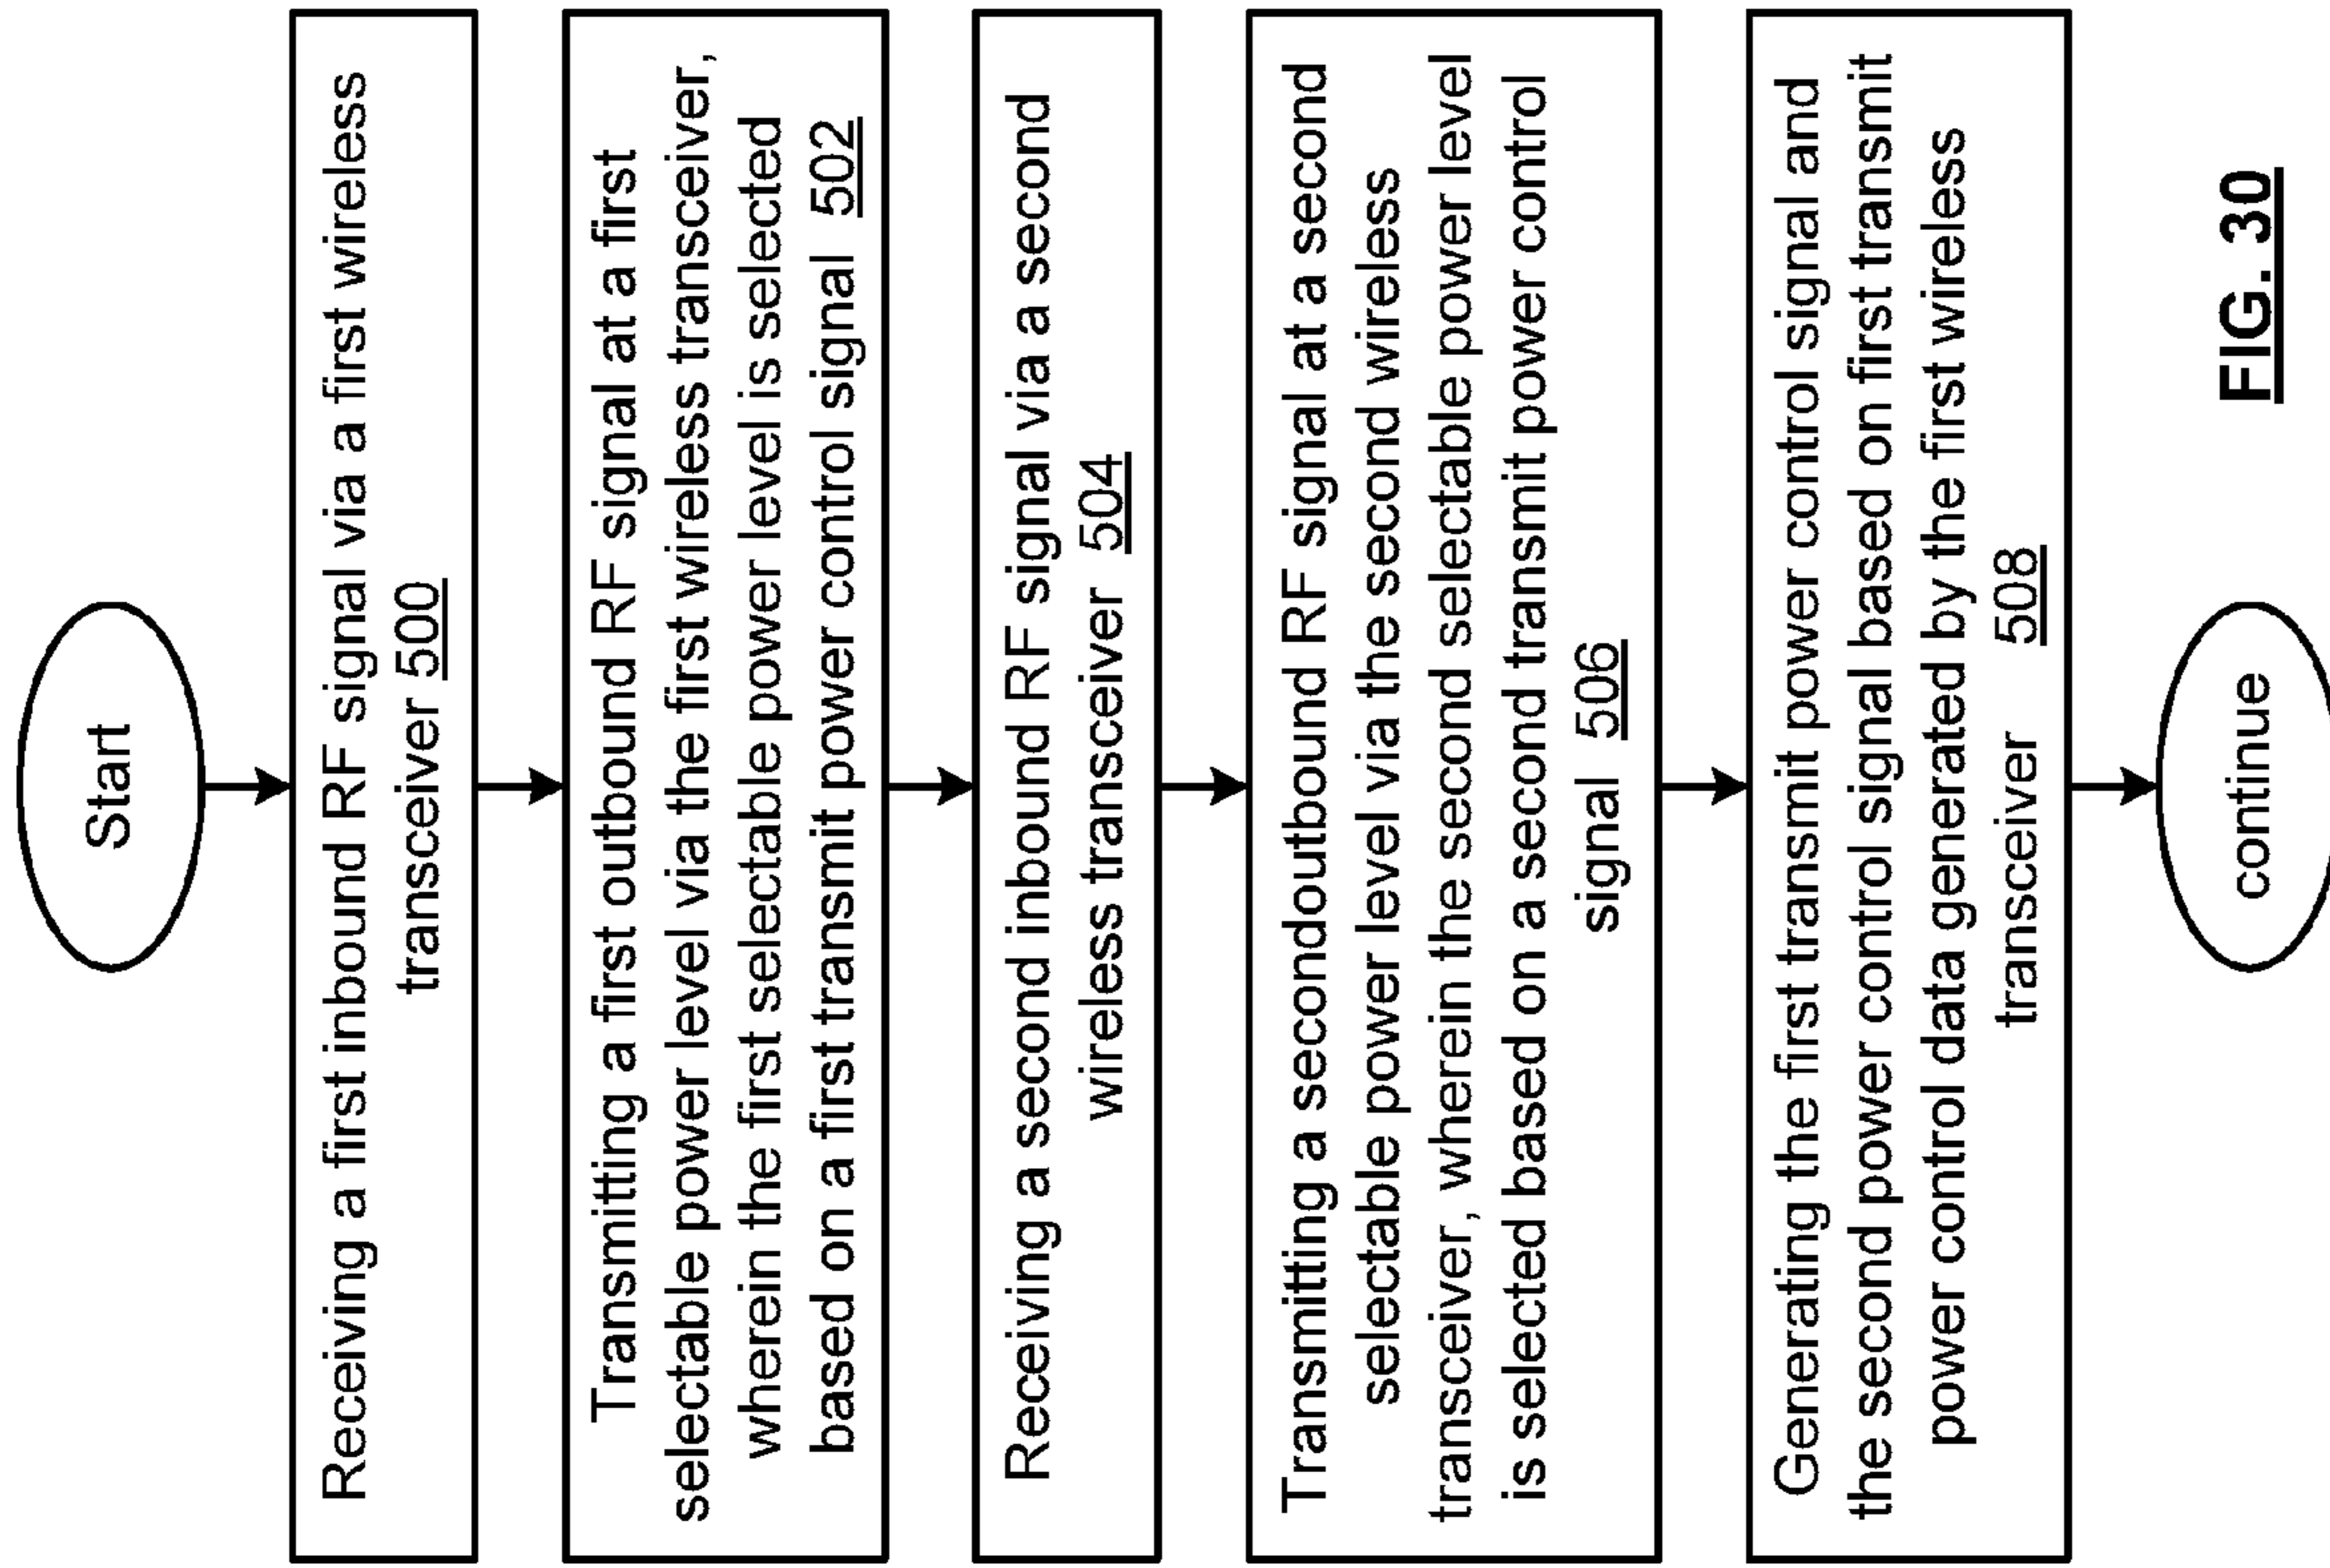 Start
Receiving a first inbound RF signal via a first wireless
transceiver 500
Transmitting a first outbound RF signal at a first
selectable power level via the first wireless transceiver,
wherein the first selectable power level is selected
based on a first transmit power control signal 502
Receiving a second inbound RF signal via a second
wireless transceiver 504
Transmitting a secondoutbound RF signal at a second
selectable power level via the second wireless
transceiver, wherein the second selectable power level
is selected based on a second transmit power control
signal 506
Generating the first transmit power control signal and
the second power control signal based on first transmit
power control data generated by the first wireless
transceiver 508
continue
FIG. 30